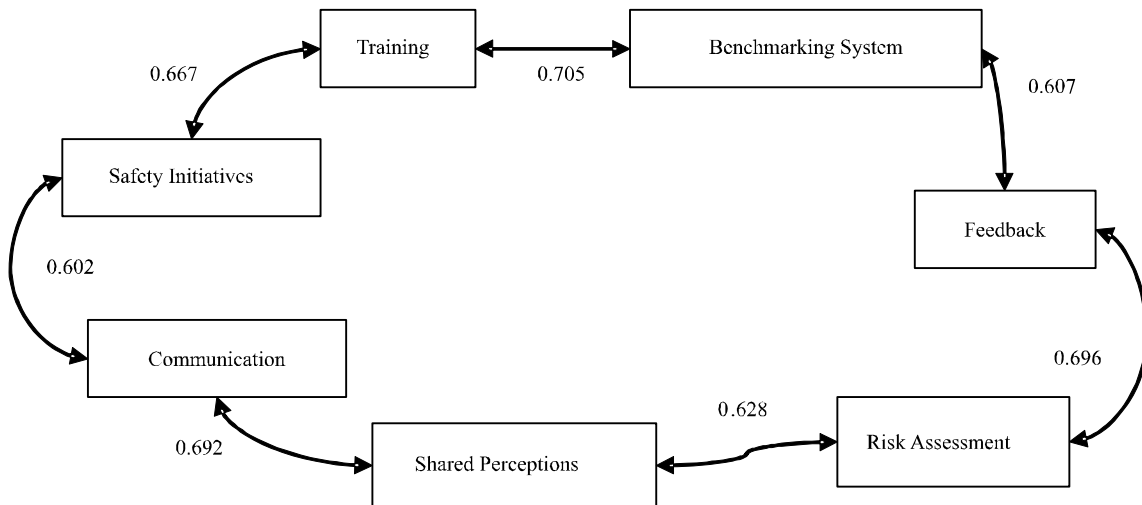 Training
Benchmarking System
0.667
0.705
0.607
Safety Initiatives
Feedback
0.602
Communication
0.696
0.628
0.692
Shared Perceptions
Risk Assessment